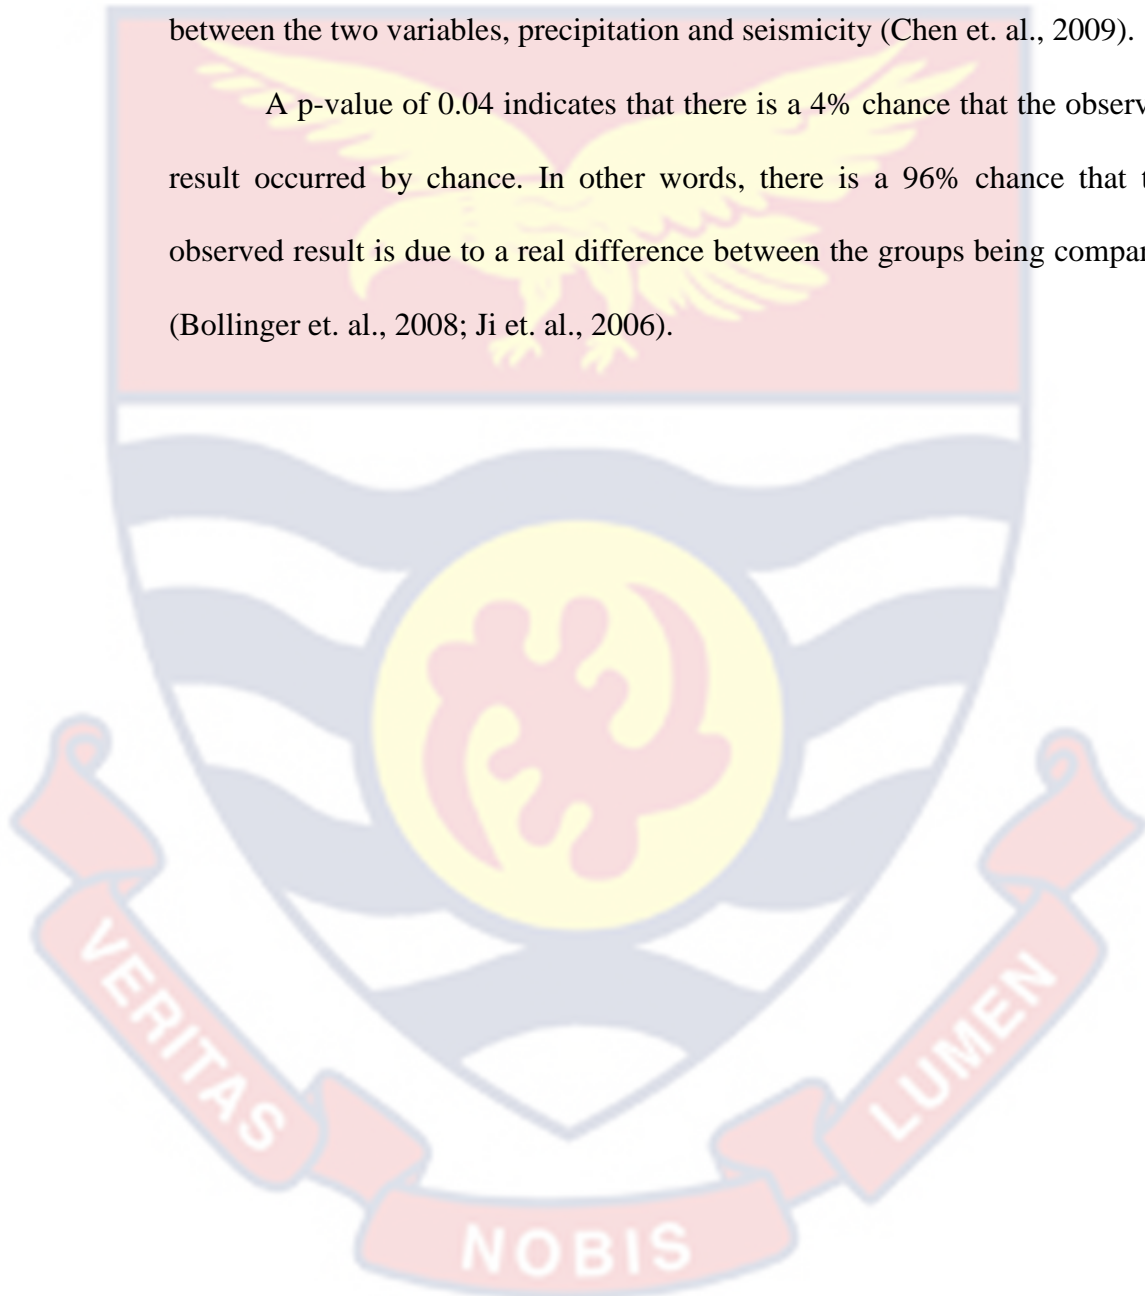 between the two variables, precipitation and seismicity (Chen et. al., 2009).
A p-value of 0.04 indicates that there is a 4% chance that the observ
result occurred by chance. In other words, there is a 96% chance that t
observed result is due to a real difference between the groups being compar
(Bollinger et. al., 2008; Ji et. al., 2006).
VERITAS
NOBIS
LUMEN